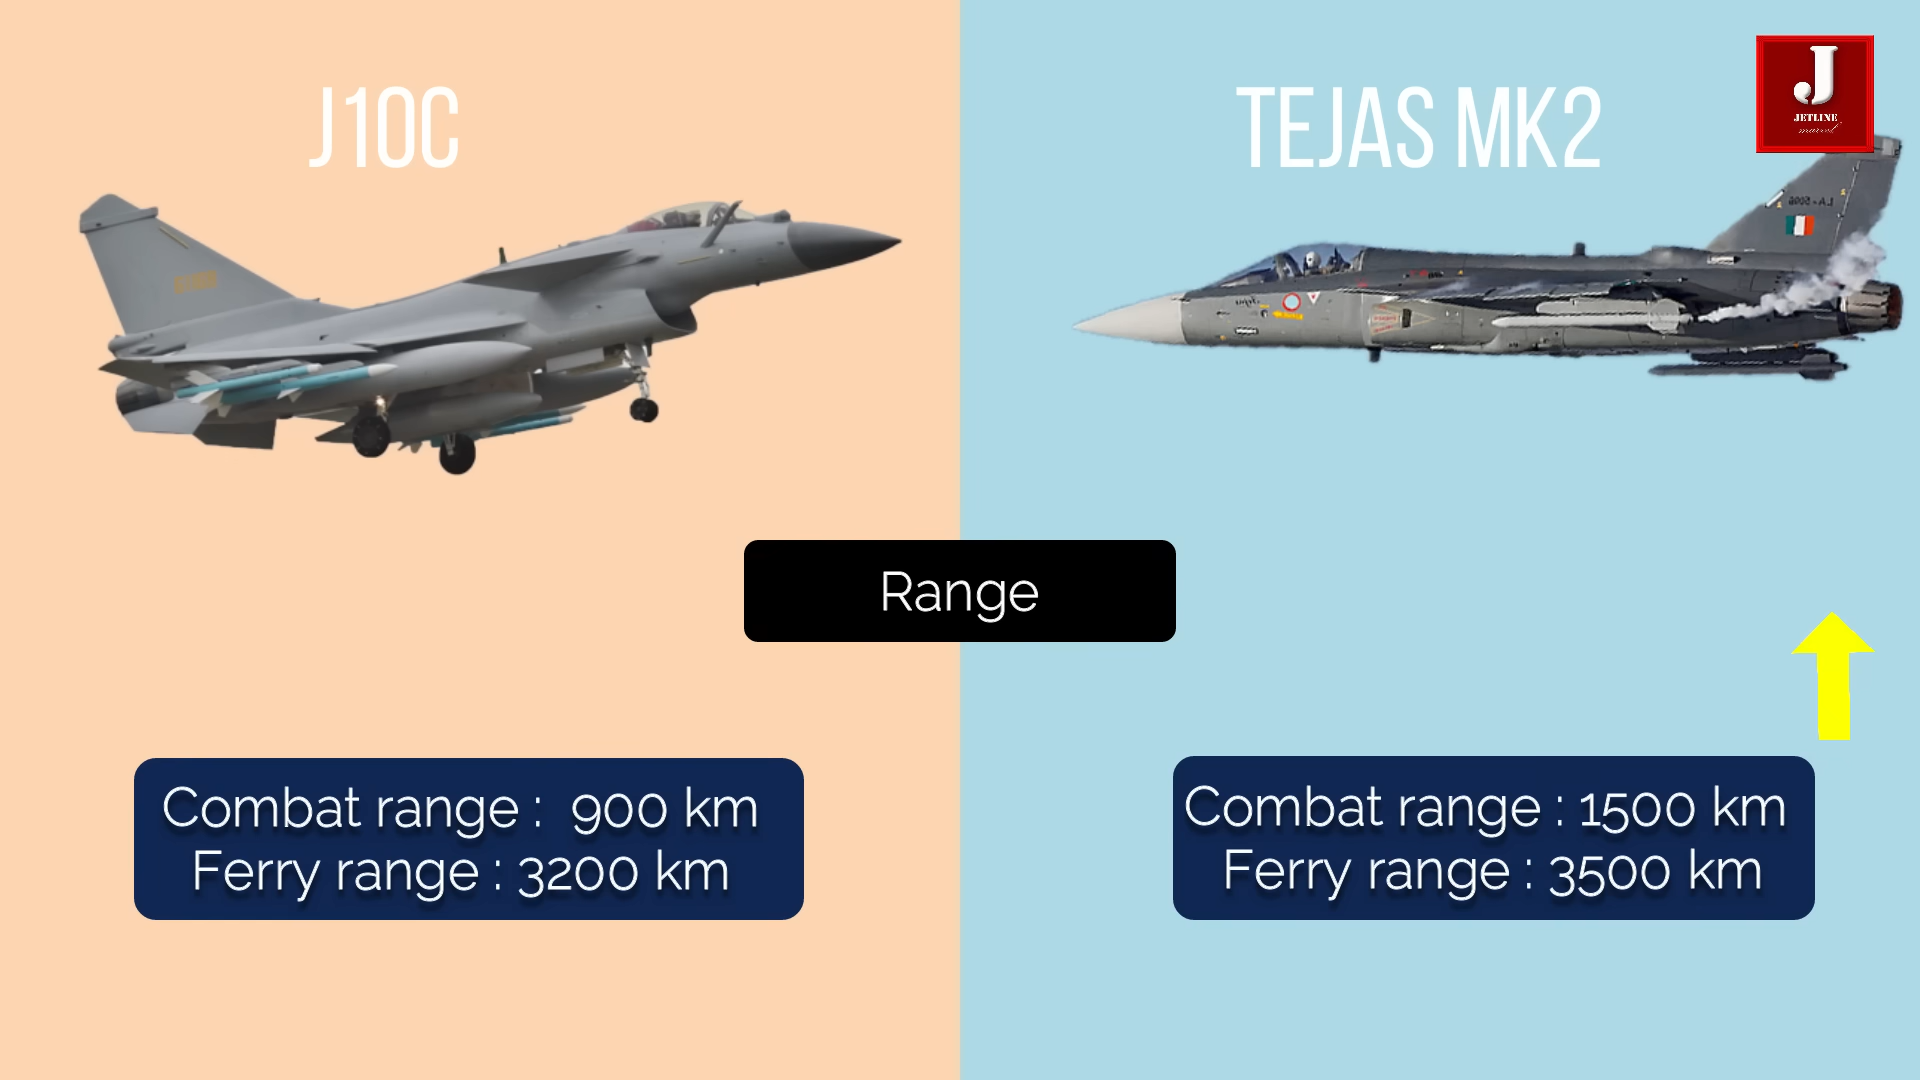 J10C
TEJAS MK2
J
JETLINE
marvel
Range
Combat range : 900 km
Ferry range : 3200 km
Combat range : 1500 km
Ferry range : 3500 km